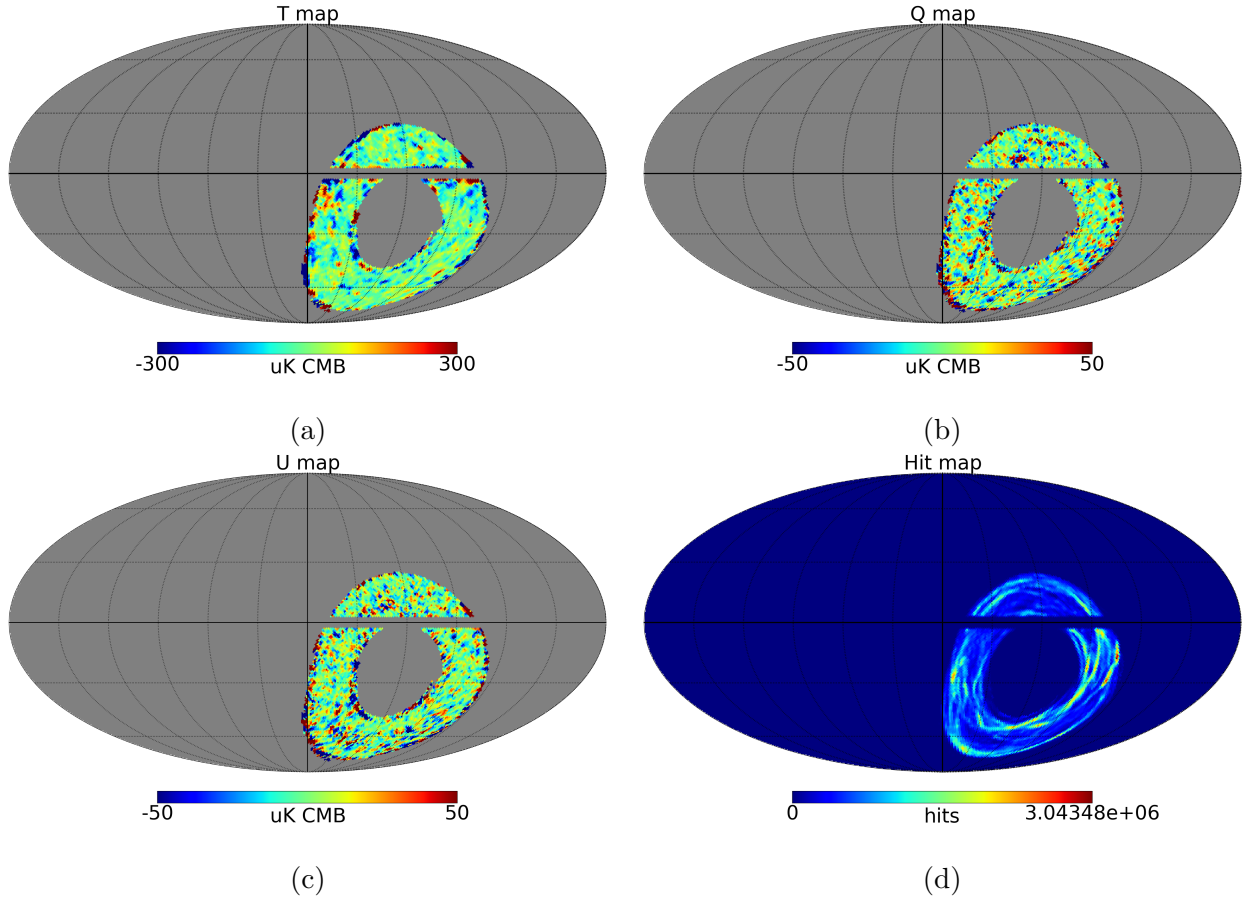 T map
Q map
-300 300
uK CMB
-50 50
uK CMB
(a)
(b)
U map
Hit map
-50 50
uK CMB
0 3.04348e+06
hits
(c)
(d)